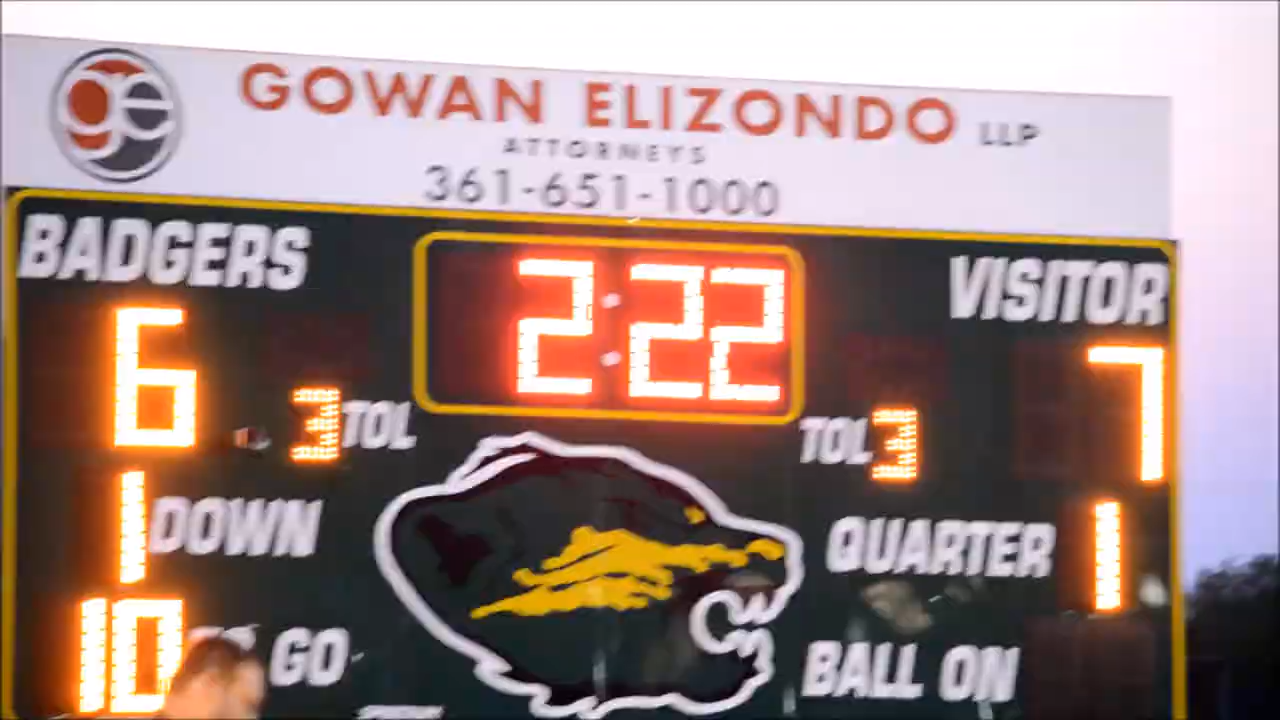 ge
GOWAN ELIZONDO LLP
ATTORNEYS
361-651-1000
BADGERS 2:22 VISITOR
6 3 TOL TOL 3 7
1 DOWN QUARTER 1
10 GO BALL ON